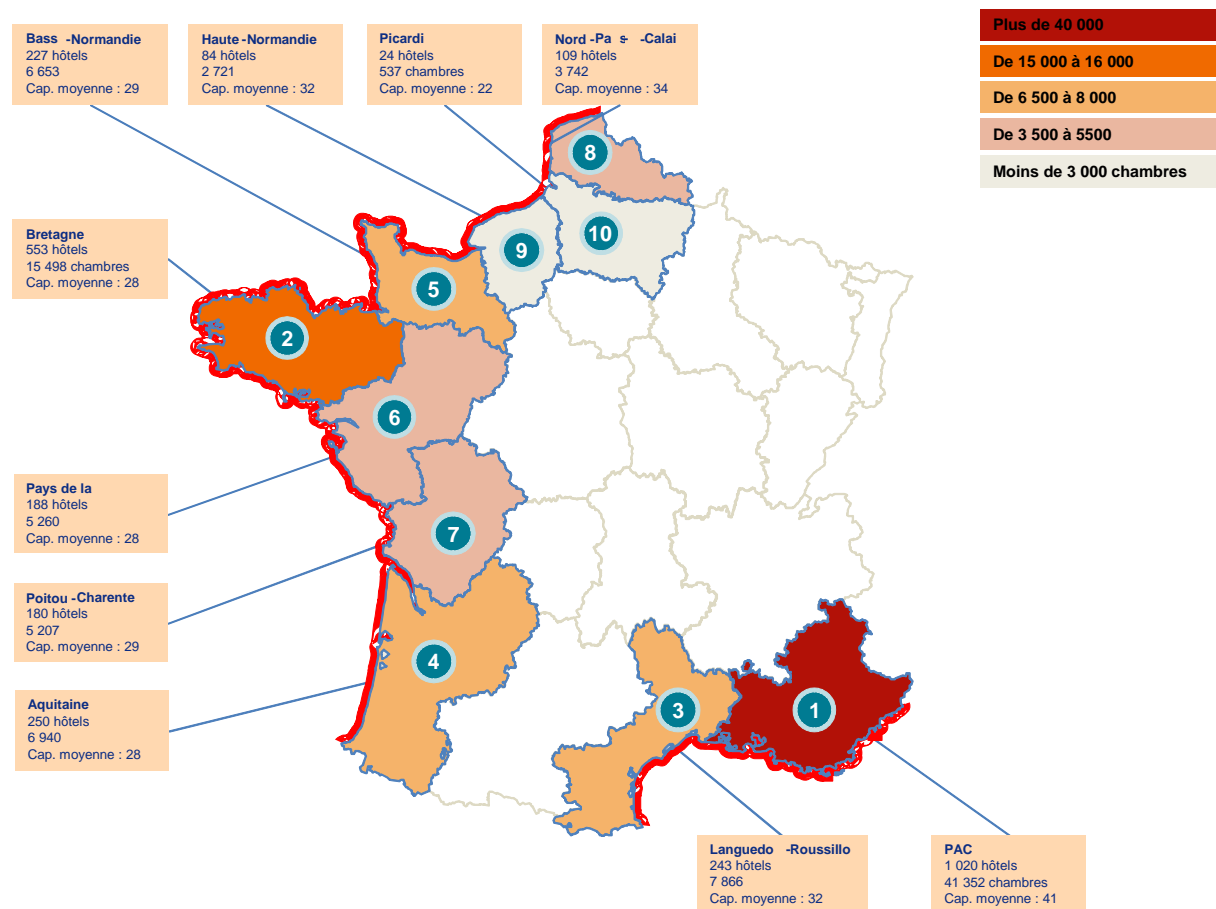 Bass -Normandie
227 hôtels
6 653
Cap. moyenne : 29
Haute -Normandie
84 hôtels
2 721
Cap. moyenne : 32
Picardi
24 hôtels
537 chambres
Cap. moyenne : 22
Nord -Pa s- -Calai
109 hôtels
3 742
Cap. moyenne : 34
Plus de 40 000
De 15 000 à 16 000
De 6 500 à 8 000
De 3 500 à 5500
Moins de 3 000 chambres
Bretagne
553 hôtels
15 498 chambres
Cap. moyenne : 28
Pays de la
188 hôtels
5 260
Cap. moyenne : 28
Poitou -Charente
180 hôtels
5 207
Cap. moyenne : 29
Aquitaine
250 hôtels
6 940
Cap. moyenne : 28
8
10
9
5
2
6
7
4
3
1
Languedo -Roussillo
243 hôtels
7 866
Cap. moyenne : 32
PAC
1 020 hôtels
41 352 chambres
Cap. moyenne : 41